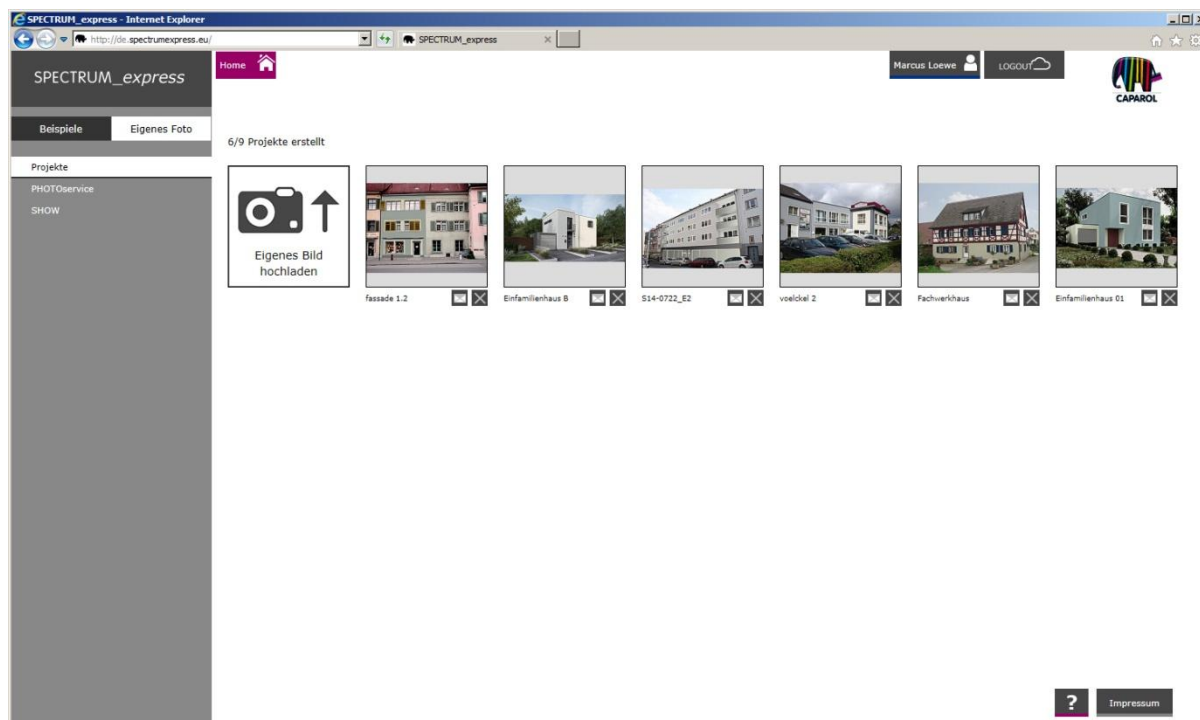 SPECTRUM_express - Internet Explorer
http://de.spectrumexpress.eu/
SPECTRUM_express
SPECTRUM_express
Home
Marcus Loewe
LOGOUT
CAPAROL
Beispiele
Eigenes Foto
6/9 Projekte erstellt
Projekte
PHOTOservice
SHOW
Eigenes Bild
hochladen
fassade 1.2
Einfamilienhaus B
S14-0722_E2
voelckel 2
Fachwerkhaus
Einfamilienhaus 01
?
Impressum